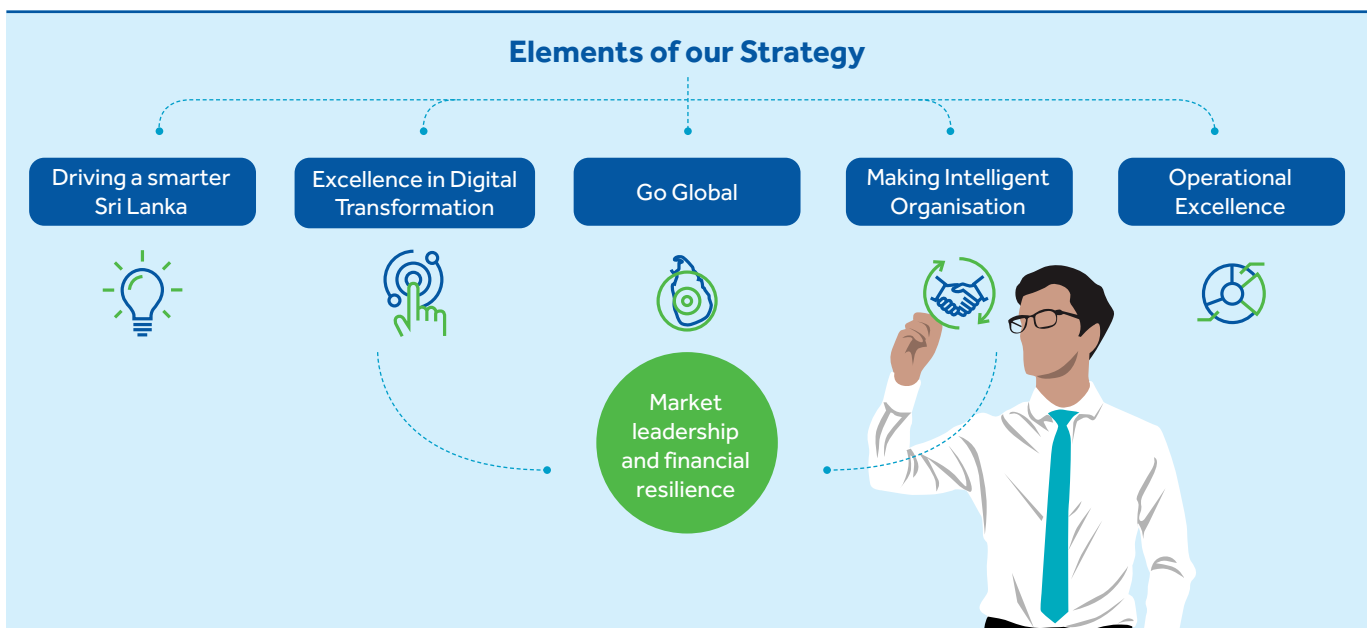 Elements of our Strategy
Driving a smarter
Sri Lanka
Excellence in Digital
Transformation
Go Global
Making Intelligent
Organisation
Operational
Excellence
Market
leadership
and financial
resilience